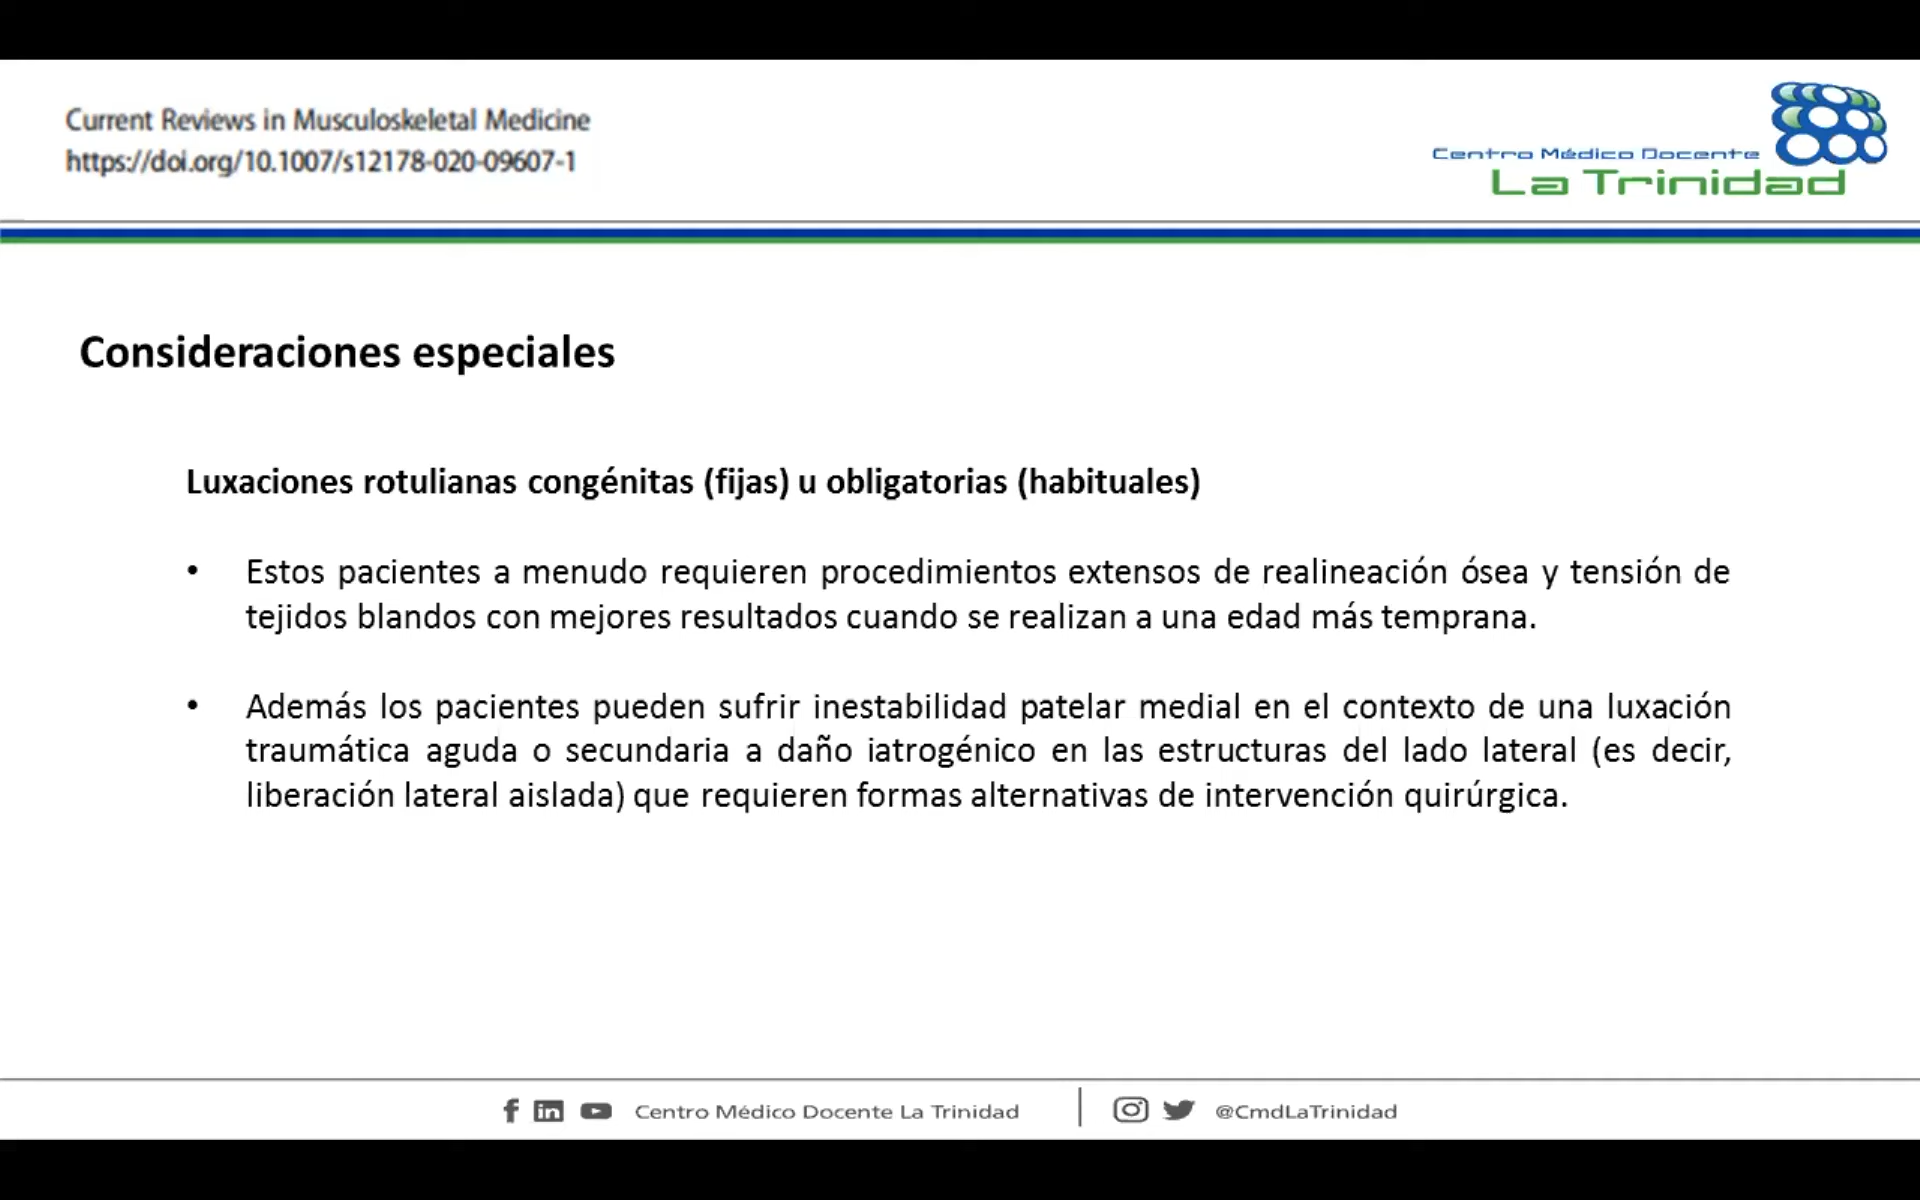 Current Reviews in Musculoskeletal Medicine
https://doi.org/10.1007/s12178-020-09607-1
Centro Médico Docente
La Trinidad
Consideraciones especiales
Luxaciones rotulianas congénitas (fijas) u obligatorias (habituales)
• Estos pacientes a menudo requieren procedimientos extensos de realineación ósea y tensión de
tejidos blandos con mejores resultados cuando se realizan a una edad más temprana.
• Además los pacientes pueden sufrir inestabilidad patelar medial en el contexto de una luxación
traumática aguda o secundaria a daño iatrogénico en las estructuras del lado lateral (es decir,
liberación lateral aislada) que requieren formas alternativas de intervención quirúrgica.
Centro Médico Docente La Trinidad
@CmdLaTrinidad